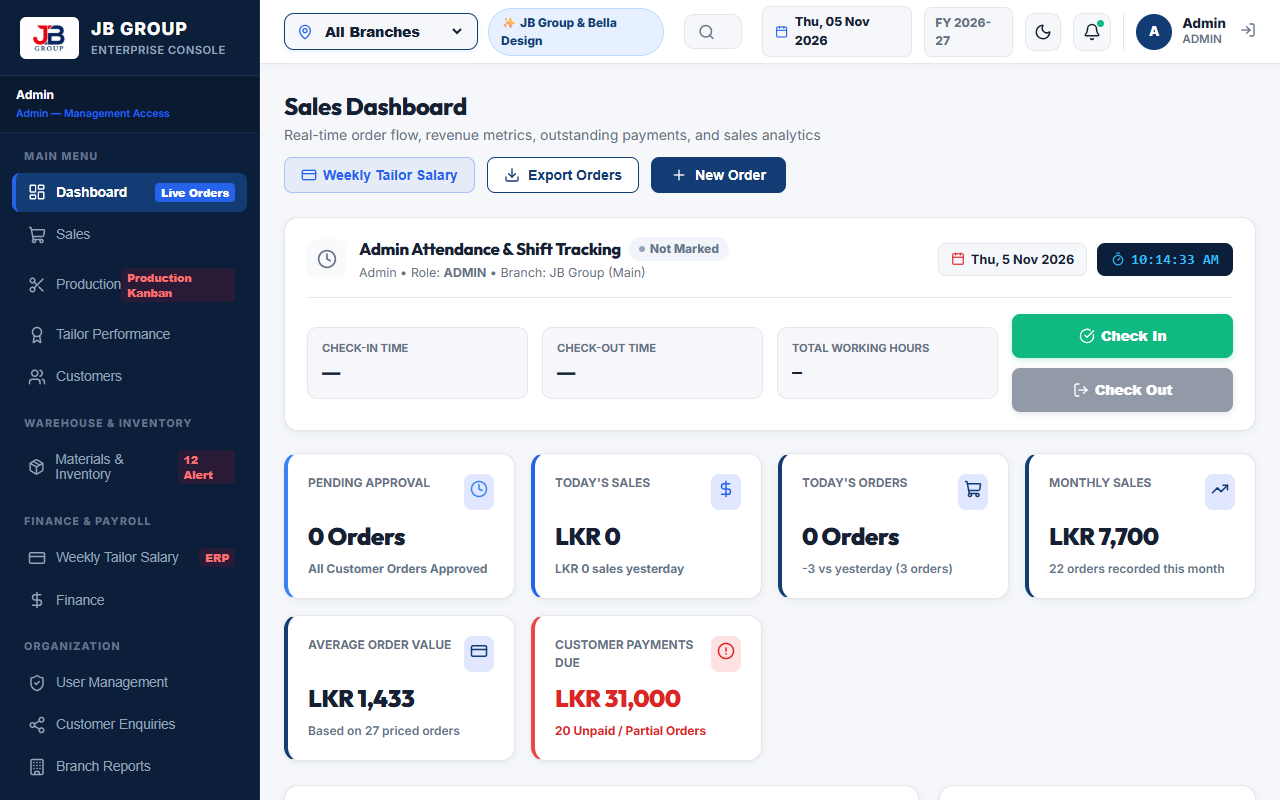 JB
GROUP
JB GROUP
ENTERPRISE CONSOLE
Admin
Admin — Management Access
MAIN MENU
Dashboard
Live Orders
Sales
Production
Production
Kanban
Tailor Performance
Customers
WAREHOUSE & INVENTORY
Materials &
Inventory
12
Alert
FINANCE & PAYROLL
Weekly Tailor Salary
ERP
Finance
ORGANIZATION
User Management
Customer Enquiries
Branch Reports
All Branches
✨ JB Group & Bella
Design
Thu, 05 Nov
2026
FY 2026-
27
A
Admin
ADMIN
Sales Dashboard
Real-time order flow, revenue metrics, outstanding payments, and sales analytics
Weekly Tailor Salary
Export Orders
New Order
Admin Attendance & Shift Tracking
Not Marked
Admin • Role: ADMIN • Branch: JB Group (Main)
Thu, 5 Nov 2026
10:14:33 AM
CHECK-IN TIME
—
CHECK-OUT TIME
—
TOTAL WORKING HOURS
—
Check In
Check Out
PENDING APPROVAL
0 Orders
All Customer Orders Approved
TODAY'S SALES
LKR 0
LKR 0 sales yesterday
TODAY'S ORDERS
0 Orders
-3 vs yesterday (3 orders)
MONTHLY SALES
LKR 7,700
22 orders recorded this month
AVERAGE ORDER VALUE
LKR 1,433
Based on 27 priced orders
CUSTOMER PAYMENTS
DUE
LKR 31,000
20 Unpaid / Partial Orders